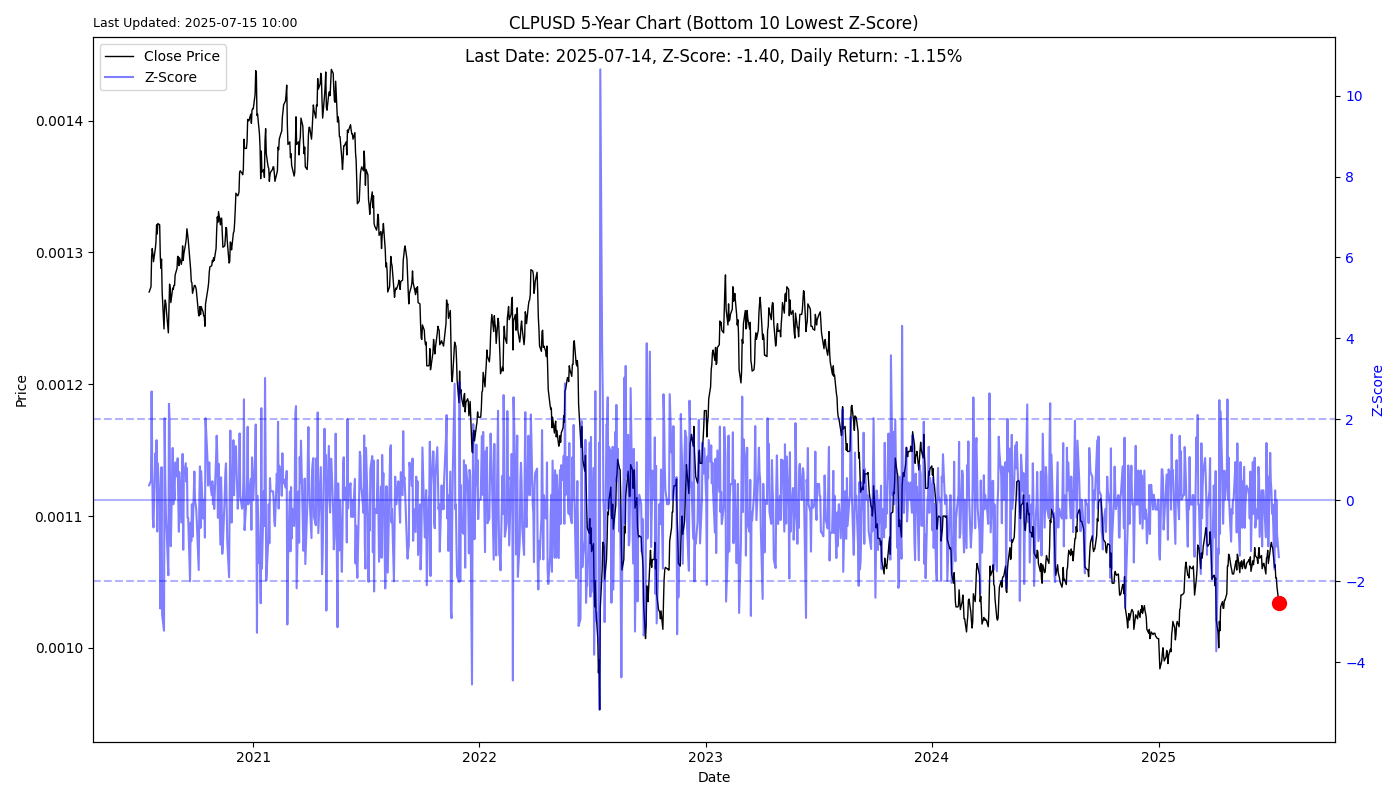 Last Updated: 2025-07-15 10:00
CLPUSD 5-Year Chart (Bottom 10 Lowest Z-Score)
Last Date: 2025-07-14, Z-Score: -1.40, Daily Return: -1.15%
Close Price
Z-Score
0.0014
0.0013
0.0012
0.0011
0.0010
Price
10
8
6
4
2
0
−2
−4
Z-Score
2021
2022
2023
2024
2025
Date